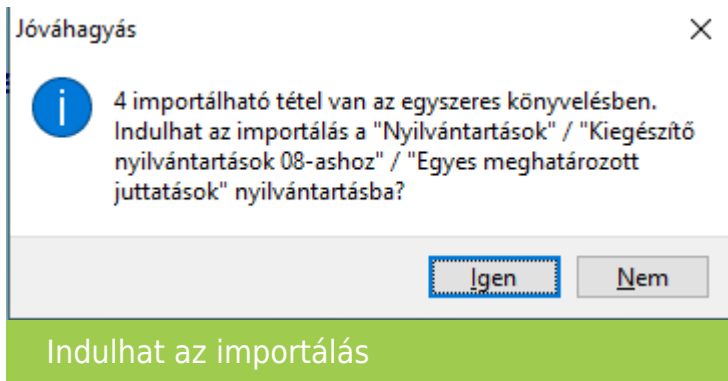 Jóváhagyás
4 importálható tétel van az egyszeres könyvelésben.
Indulhat az importálás a "Nyilvántartások" / "Kiegészítő
nyilvántartások 08-ashoz" / "Egyes meghatározott
juttatások" nyilvántartásba?
Igen
Nem
Indulhat az importálás